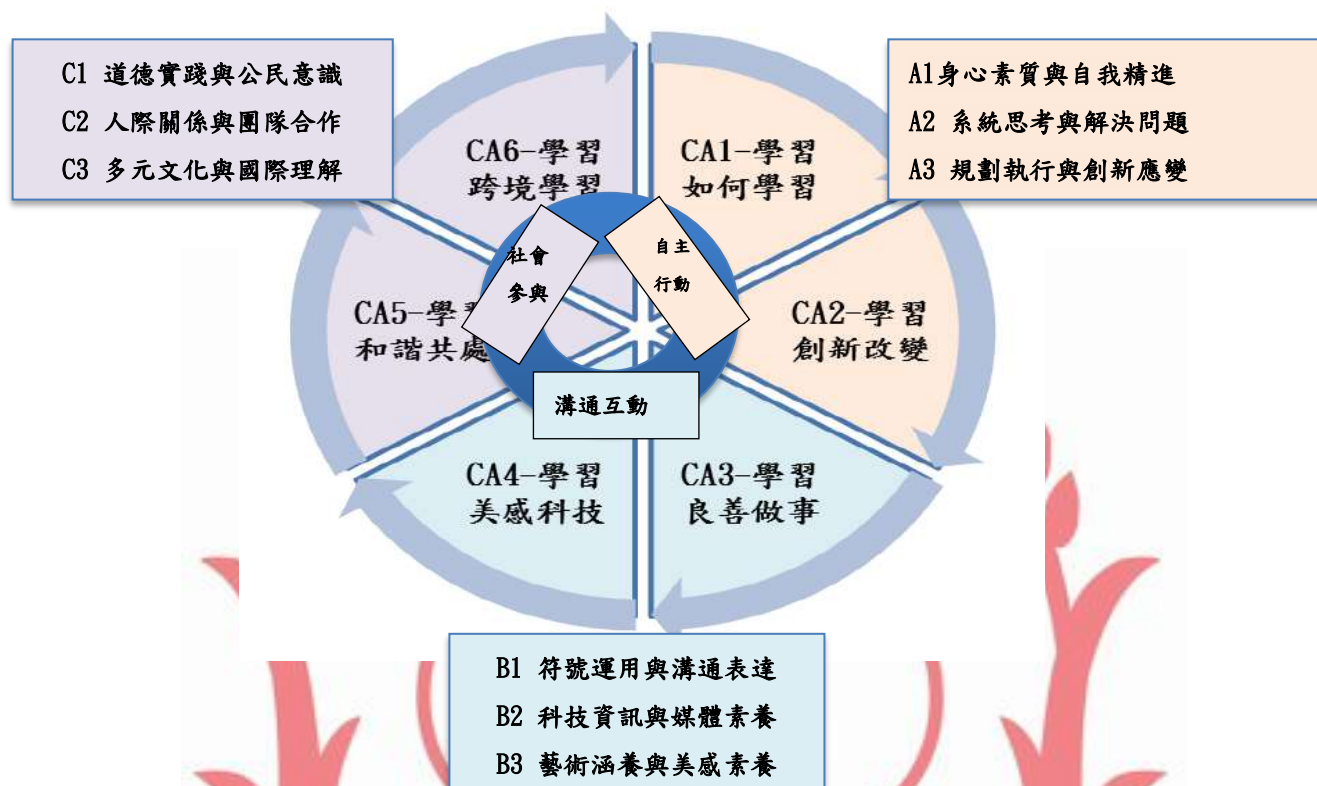 C1 道德實踐與公民意識
C2 人際關係與團隊合作
C3 多元文化與國際理解
A1身心素質與自我精進
A2 系統思考與解決問題
A3 規劃執行與創新應變
CA6-學習
跨境學習
CA1-學習
如何學習
社會
參與
自主
行動
CA5-學習
和諧共處
CA2-學習
創新改變
溝通互動
CA4-學習
美感科技
CA3-學習
良善做事
B1 符號運用與溝通表達
B2 科技資訊與媒體素養
B3 藝術涵養與美感素養